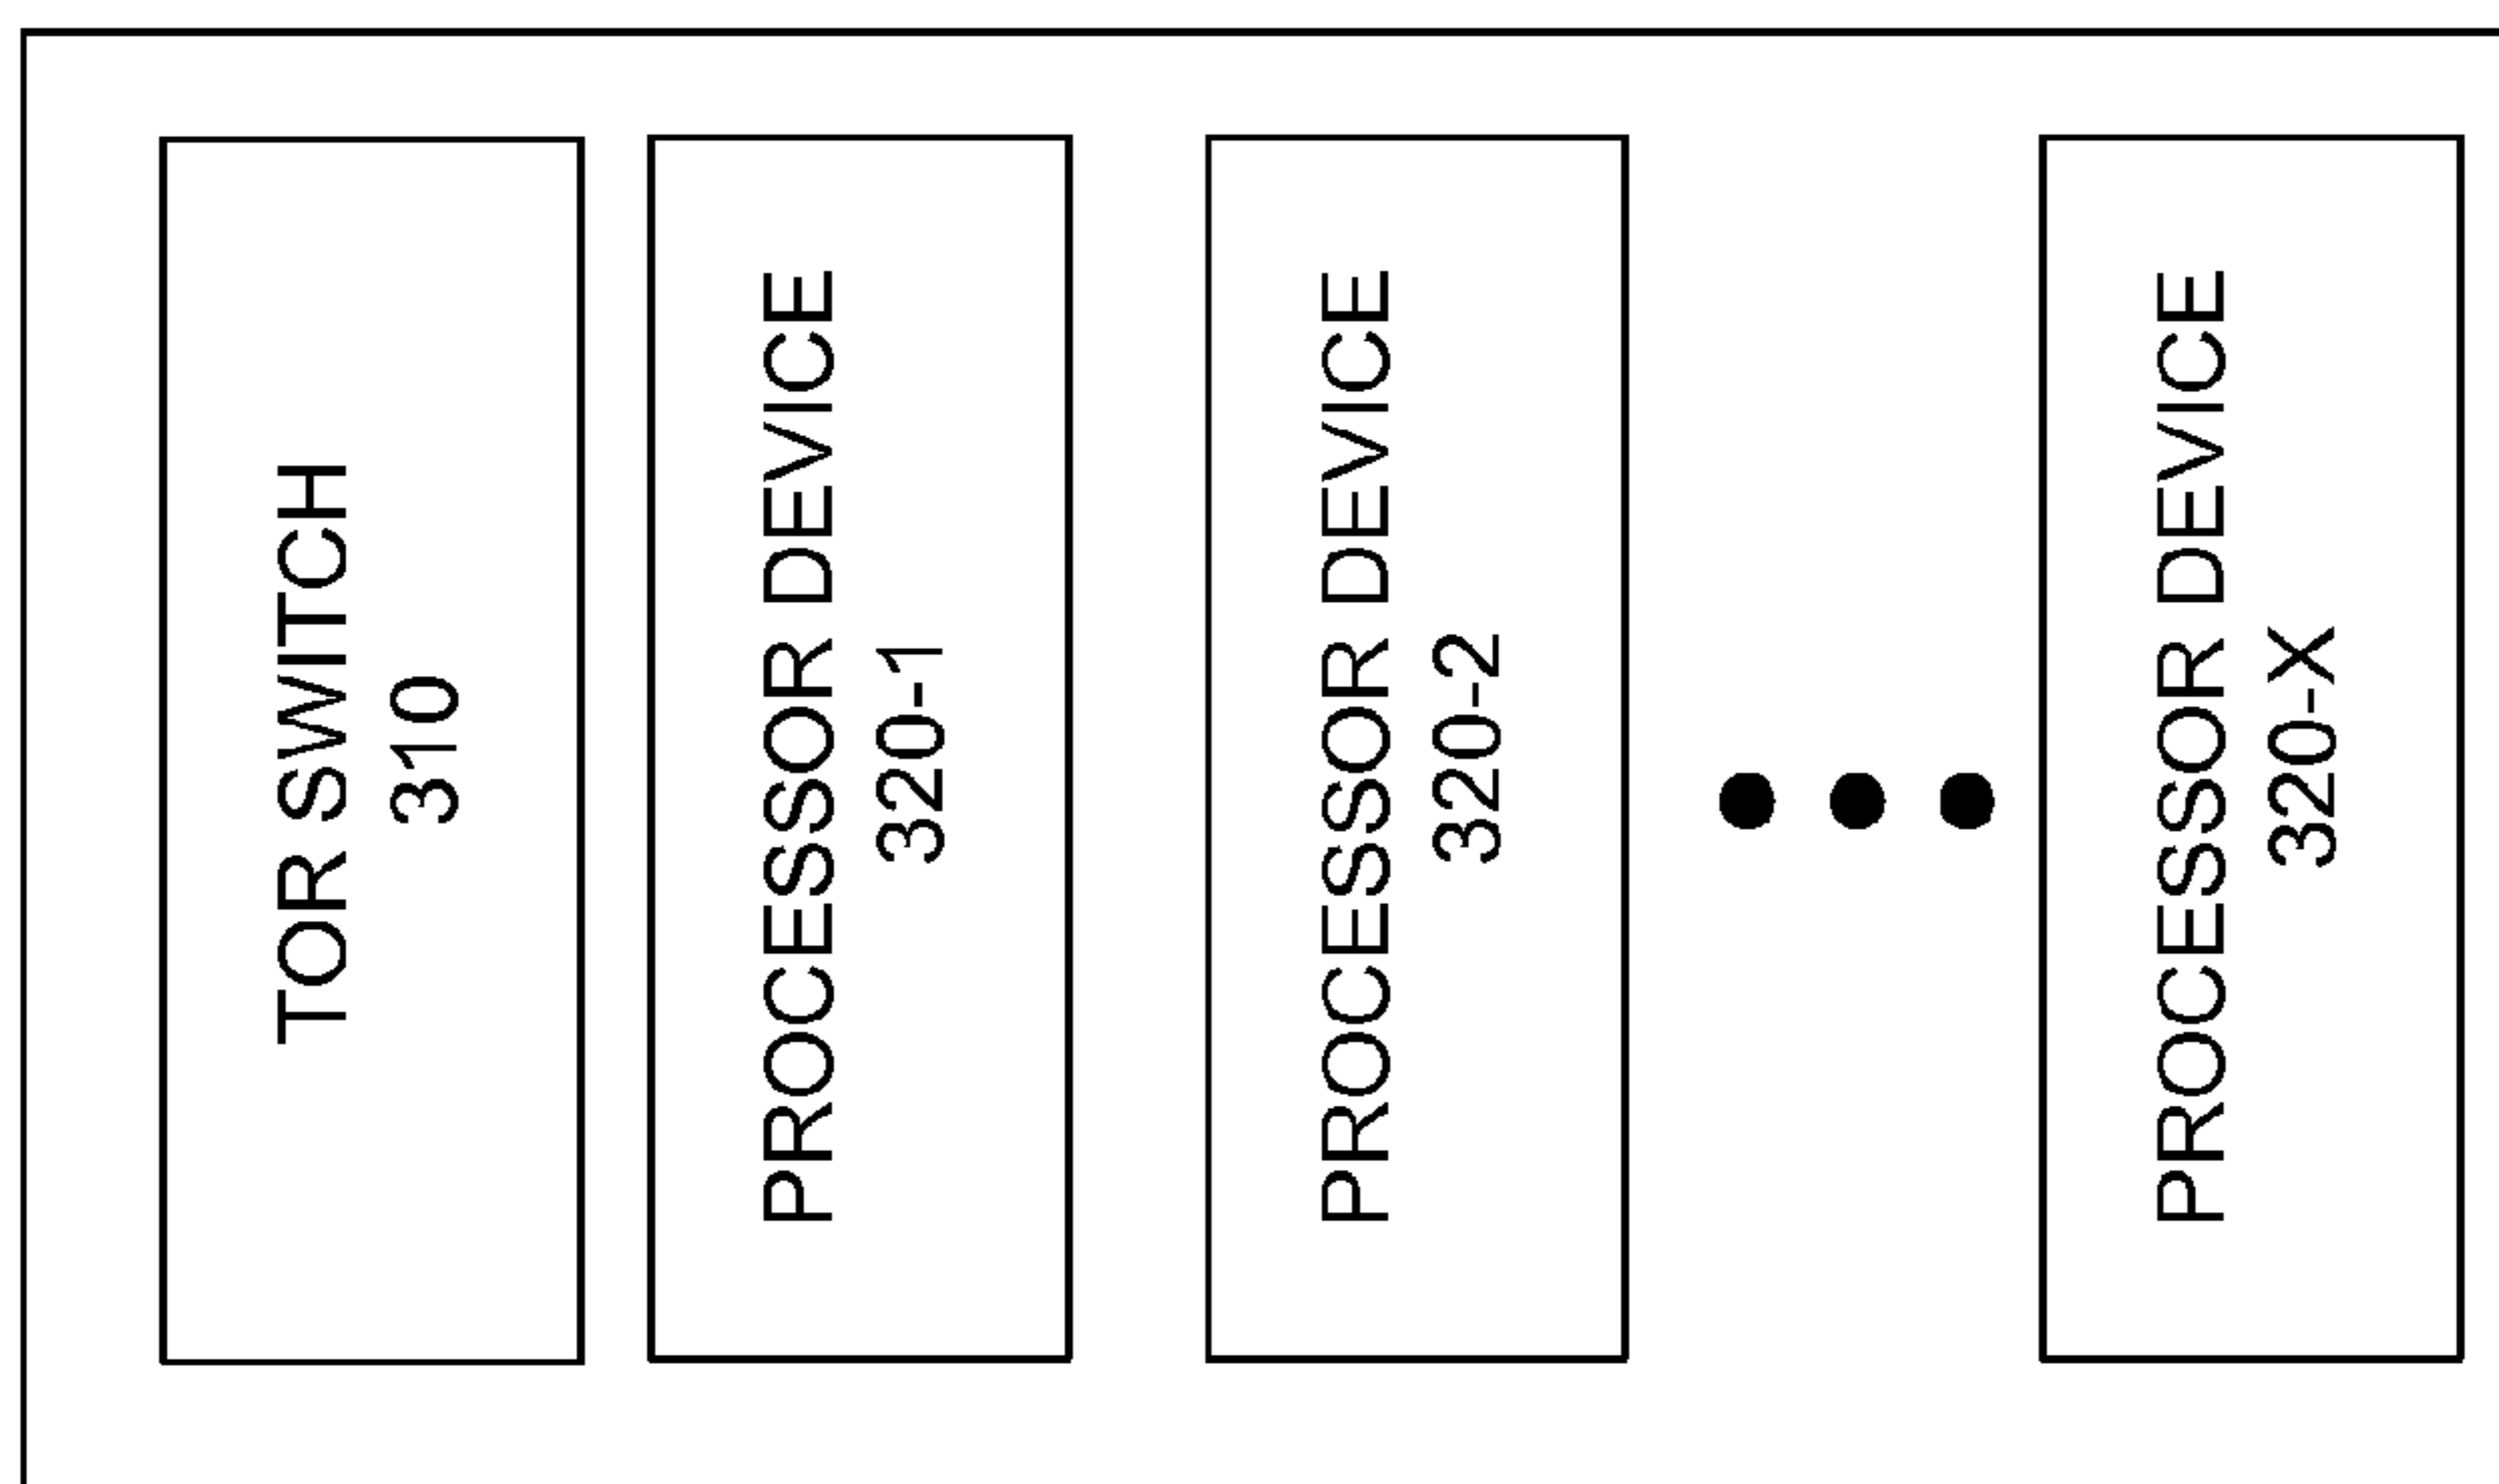 TOR SWITCH
310
PROCESSOR DEVICE
320-1
PROCESSOR DEVICE
320-2
PROCESSOR DEVICE
320-X